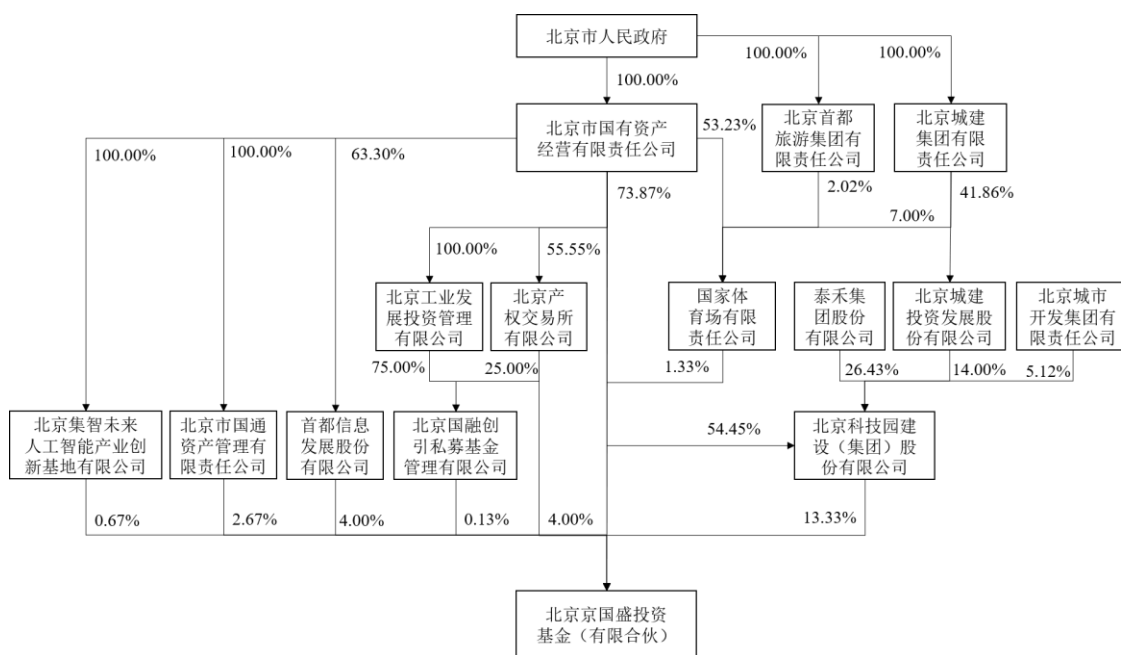 北京市人民政府
100.00%
100.00%
100.00%
北京市国有资产
经营有限责任公司
53.23%
北京首都
旅游集团有
限责任公司
北京城建
集团有限
责任公司
100.00%
100.00%
63.30%
73.87%
2.02%
7.00%
41.86%
100.00%
55.55%
北京工业发
展投资管理
有限公司
北京产
权交易所
有限公司
国家体
育场有限
责任公司
泰禾集
团股份
有限公司
北京城建
投资发展股
份有限公司
北京城市
开发集团有
限责任公司
75.00%
25.00%
1.33%
26.43%
14.00%
5.12%
北京集智未来
人工智能产业创
新基地有限公司
北京市国通
资产管理有
限责任公司
首都信息
发展股份
有限公司
北京国融创
引私募基金
管理有限公司
54.45%
北京科技园建
设（集团）股
份有限公司
0.67%
2.67%
4.00%
0.13%
4.00%
13.33%
北京京国盛投资
基金（有限合伙）